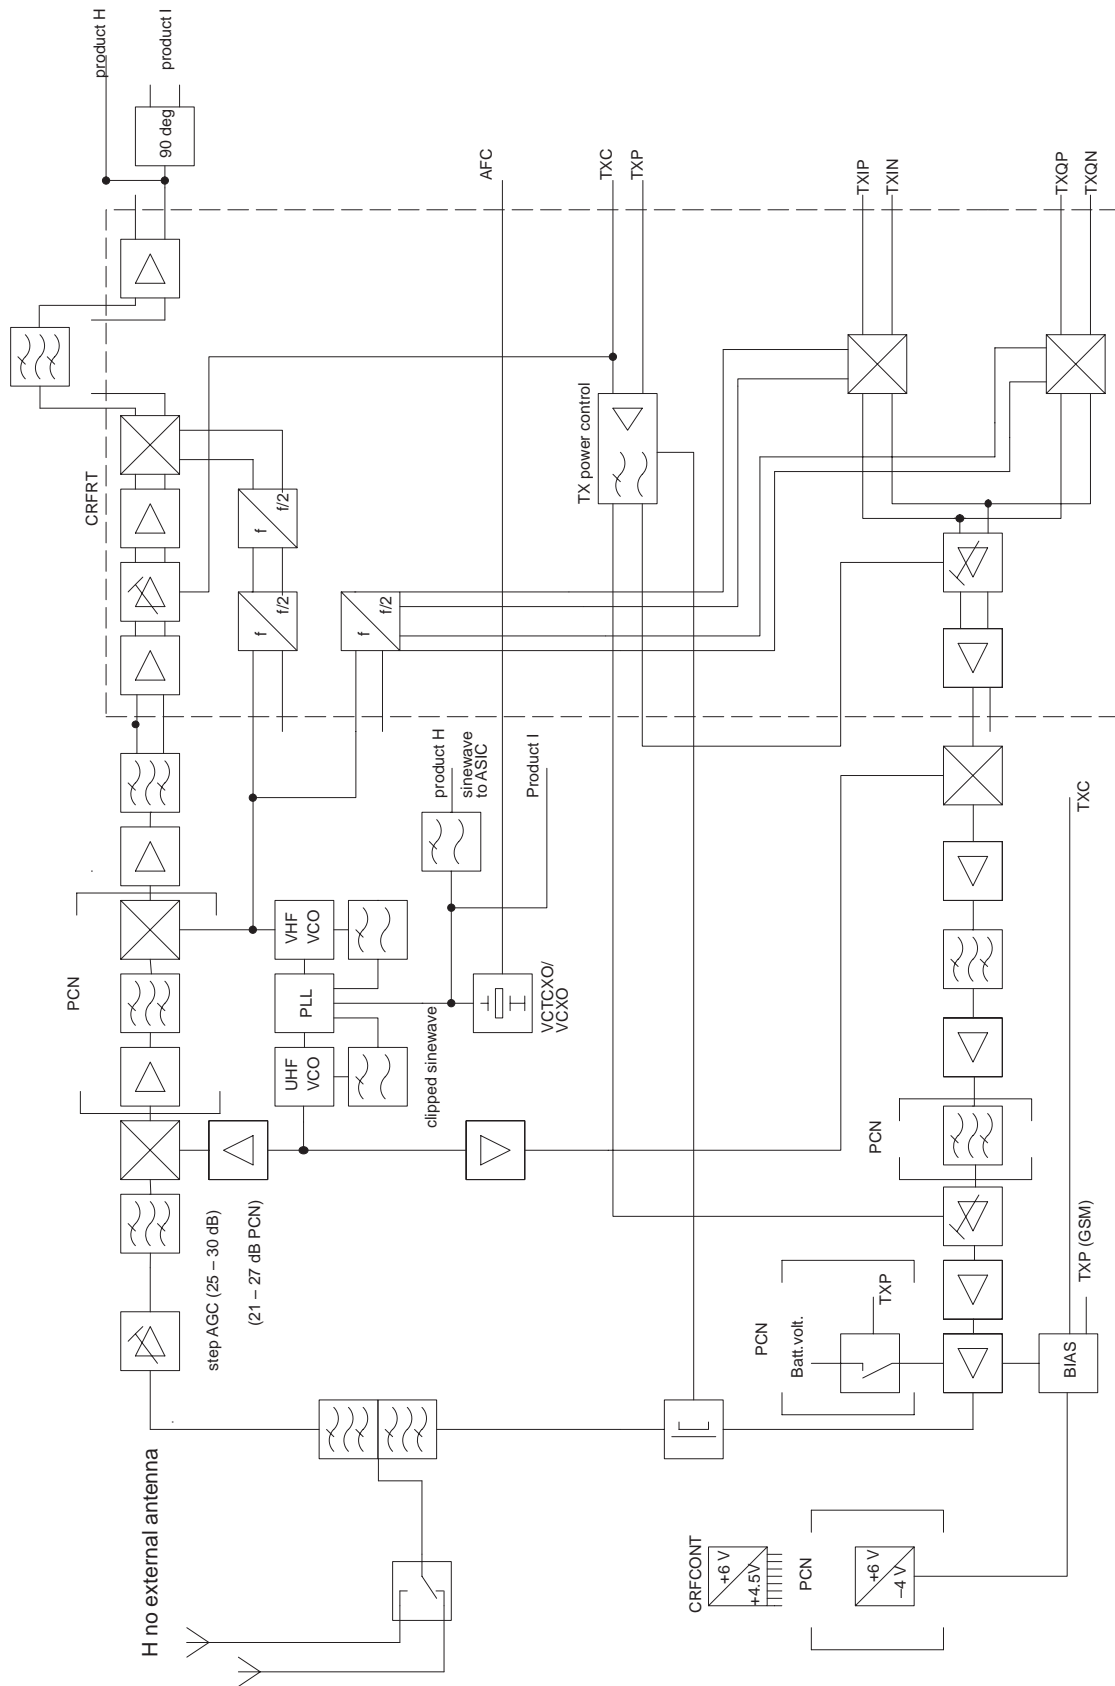 product H
product I
90 deg
AFC
TXC
TXP
TXIP
TXIN
TXQP
TXQN
CRFRT
TX power control
f
f/2
f
f/2
f
f/2
product H
sinewave
to ASIC
Product I
TXC
PCN
VHF
VCO
PLL
UHF
VCO
clipped sinewave
VCTCXO/
VCXO
PCN
step AGC (25 – 30 dB)
(21 – 27 dB PCN)
PCN
Batt.volt.
TXP
TXP (GSM)
BIAS
H no external antenna
CRFCONT
+6 V
+4.5V
PCN
+6 V
–4 V